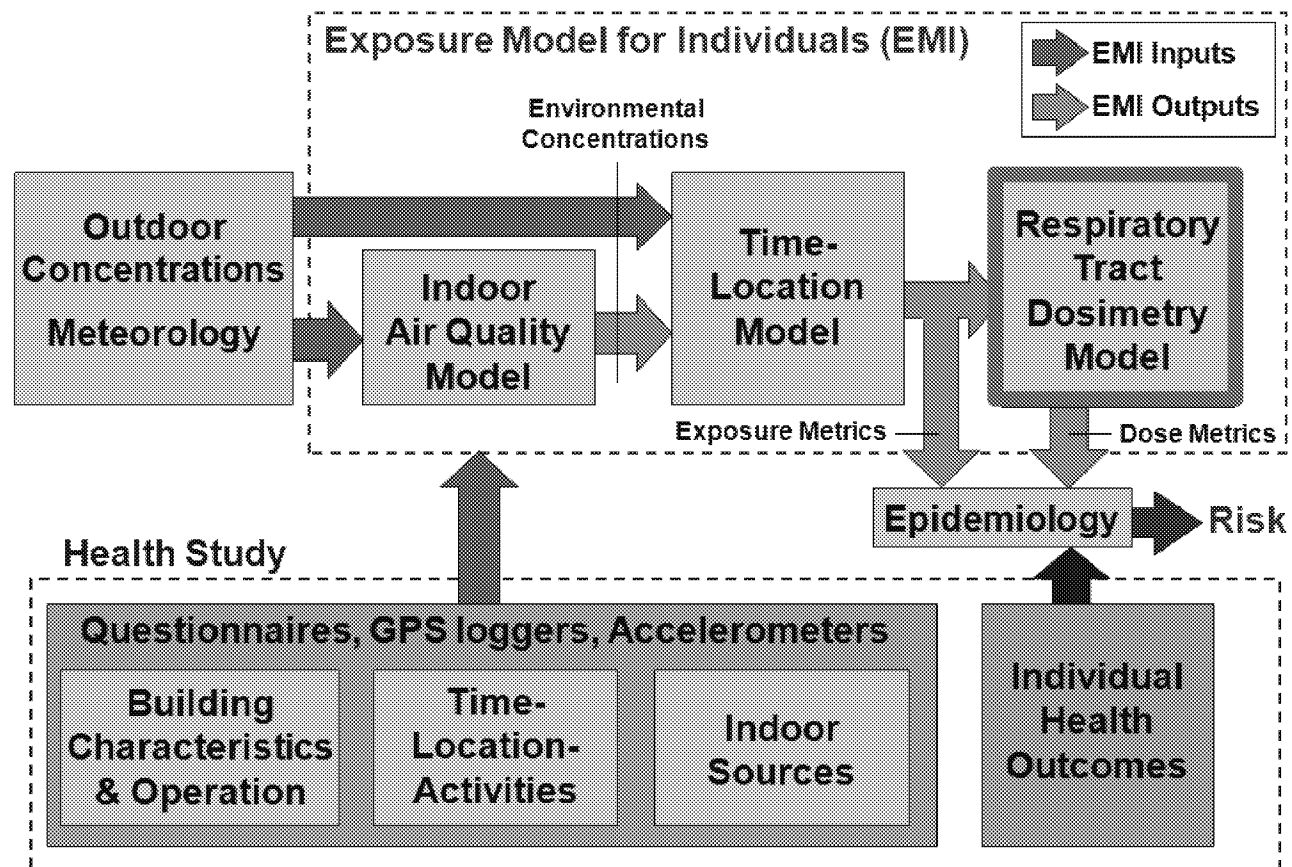 Exposure Model for Individuals (EMI)
EMI Inputs
EMI Outputs
Environmental
Concentrations
Outdoor
Concentrations
Meteorology
Indoor
Air Quality
Model
Time-
Location
Model
Respiratory
Tract
Dosimetry
Model
Exposure Metrics
Dose Metrics
Epidemiology
Risk
Health Study
Questionnaires, GPS loggers, Accelerometers
Building
Characteristics
& Operation
Time-
Location-
Activities
Indoor
Sources
Individual
Health
Outcomes